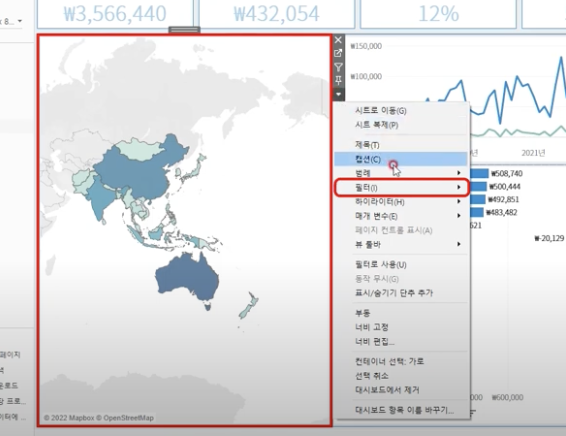 ₩3,566,440
₩432,054
12%
₩150,000
₩100,000
시트로 이동(G)
시트 복제(P)
제목(T)
캡션(C)
범례
필터(I)
하이라이터(H)
매개 변수(E)
페이지 컨트롤 표시(A)
뷰 툴바
필터로 사용(U)
동작 무시(G)
표시/숨기기 단추 추가
부동
너비 고정
너비 편집...
컨테이너 선택: 가로
선택 취소
대시보드에서 제거
대시보드 항목 이름 바꾸기...
2021년
₩508,740
₩500,444
₩492,851
₩483,482
621
₩-20,129
₩600,000
페이지
© 2022 Mapbox © OpenStreetMap